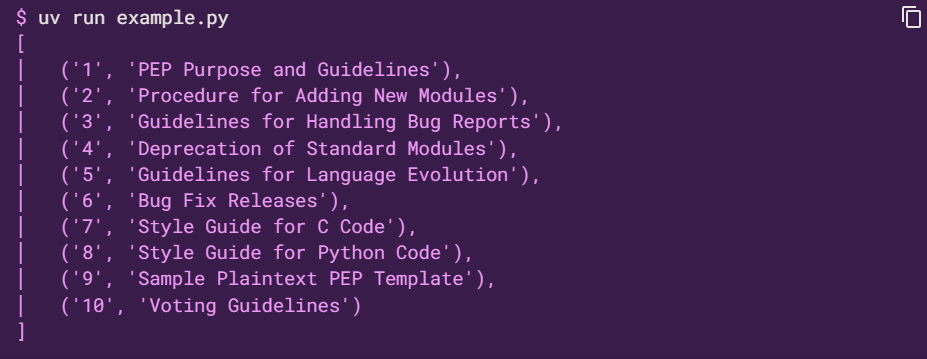 $ uv run example.py
[
│   ('1', 'PEP Purpose and Guidelines'),
│   ('2', 'Procedure for Adding New Modules'),
│   ('3', 'Guidelines for Handling Bug Reports'),
│   ('4', 'Deprecation of Standard Modules'),
│   ('5', 'Guidelines for Language Evolution'),
│   ('6', 'Bug Fix Releases'),
│   ('7', 'Style Guide for C Code'),
│   ('8', 'Style Guide for Python Code'),
│   ('9', 'Sample Plaintext PEP Template'),
│   ('10', 'Voting Guidelines')
]